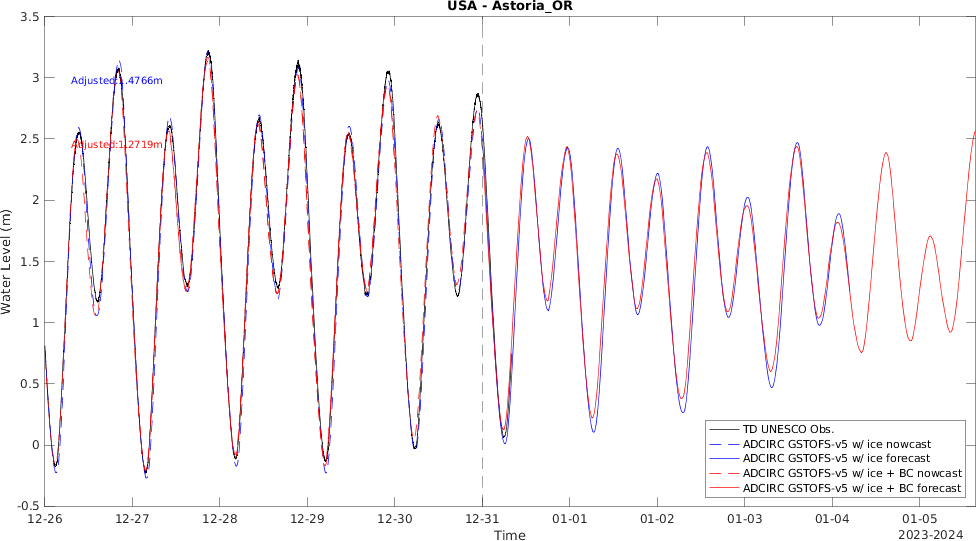 USA - Astoria_OR
3.5
3
2.5
2
1.5
1
0.5
0
-0.5
Water Level (m)
Adjusted:1.4766m
Adjusted:1.2719m
TD UNESCO Obs.
ADCIRC GSTOFS-v5 w/ ice nowcast
ADCIRC GSTOFS-v5 w/ ice forecast
ADCIRC GSTOFS-v5 w/ ice + BC nowcast
ADCIRC GSTOFS-v5 w/ ice + BC forecast
12-26 12-27 12-28 12-29 12-30 12-31 01-01 01-02 01-03 01-04 01-05
Time
2023-2024